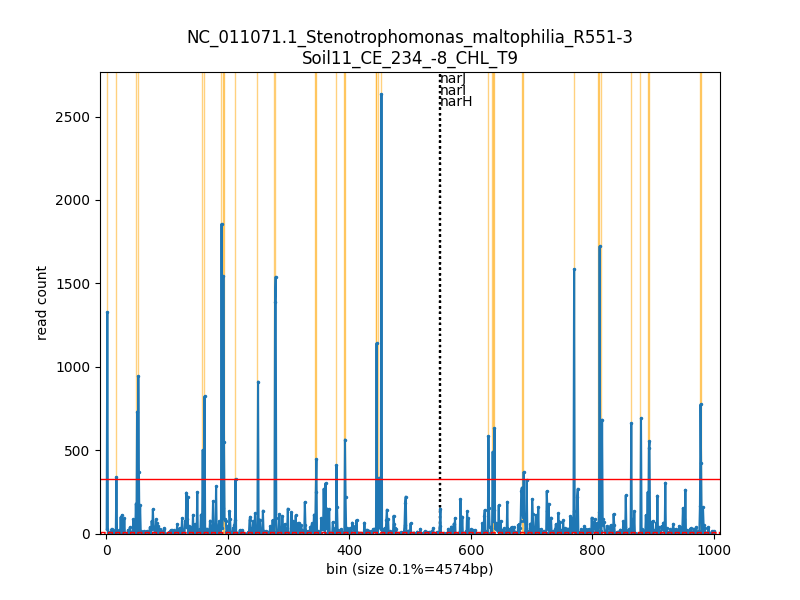 NC_011071.1_Stenotrophomonas_maltophilia_R551-3
Soil11_CE_234_-8_CHL_T9
narJ
narI
narH
2500
2000
1500
1000
500
0
read count
0 200 400 600 800 1000
bin (size 0.1%=4574bp)